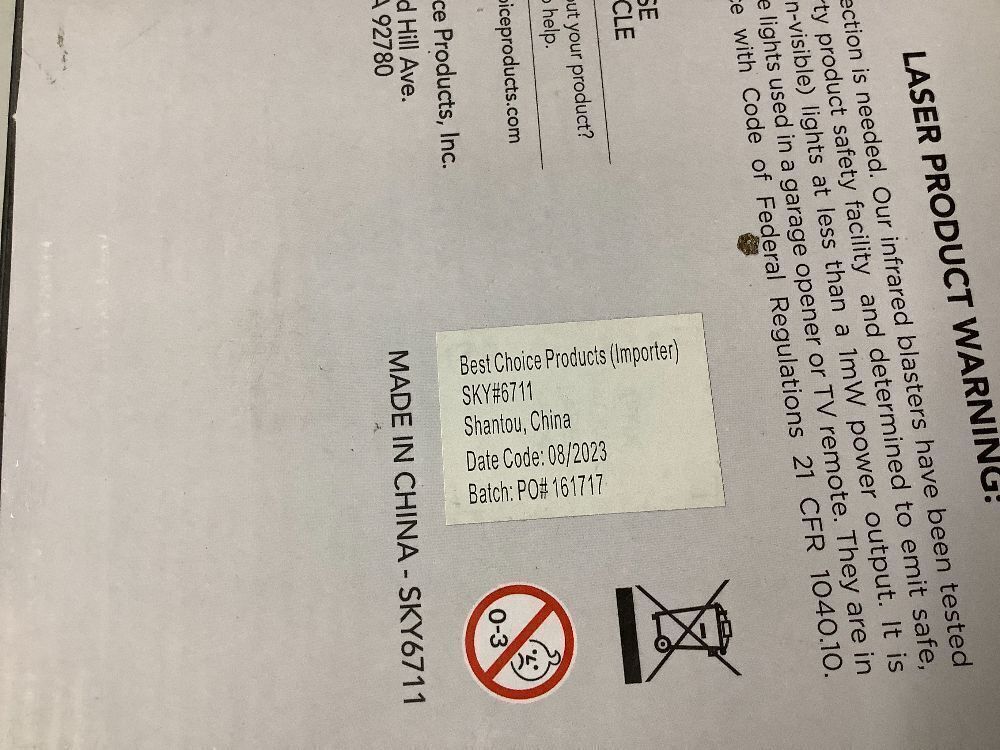 LASER PRODUCT WARNING!
ection is needed. Our infrared blasters have been tested
rty product safety facility and determined to emit safe,
n-visible) lights at less than a 1mW power output. It is
e lights used in a garage opener or TV remote. They are in
ce with Code of Federal Regulations 21 CFR 1040.10.
SE
CLE
out your product?
o help.
oiceproducts.com
ce Products, Inc.
d Hill Ave.
A 92780
Best Choice Products (Importer)
SKY#6711
Shantou, China
Date Code: 08/2023
Batch: PO# 161717
0-3
MADE IN CHINA - SKY6711